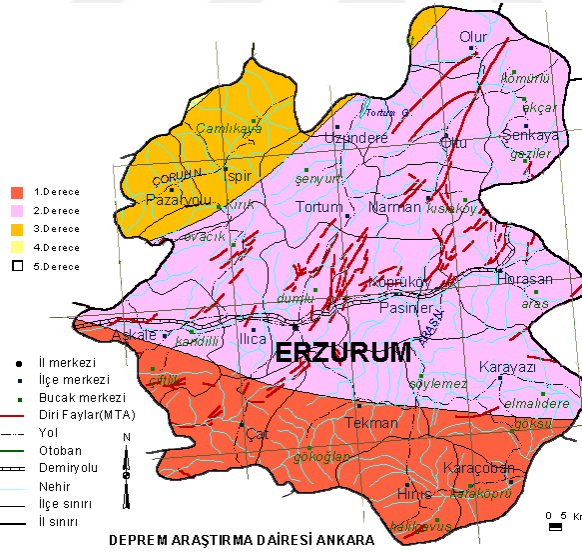 Olur
kömürlü
akçar
Şenkaya
gaziler
Oltu
Tortum G.
Uzundere
Çamlıkaya
ÇORUH N.
İspir
Pazaryolu
kırık
şenyurt
Tortum
Narman
kışlaköy
ovacık
1.Derece
2.Derece
3.Derece
4.Derece
5.Derece
Köprüköy
Horasan
dumlu
Pasinler
aras
ARAS N.
Aşkale
kandilli
Ilıca
ERZURUM
Karayazı
çiftlik
söylemez
elmalıdere
göksu
Tekman
Çat
gökoğlan
Karaçoban
Hınıs
karaköprü
halilçavuş
İl merkezi
İlçe merkezi
Bucak merkezi
Diri Faylar(MTA)
Yol
Otoban
Demiryolu
Nehir
İlçe sınırı
İl sınırı
N
0 5 Km
DEPREM ARAŞTIRMA DAİRESİ ANKARA